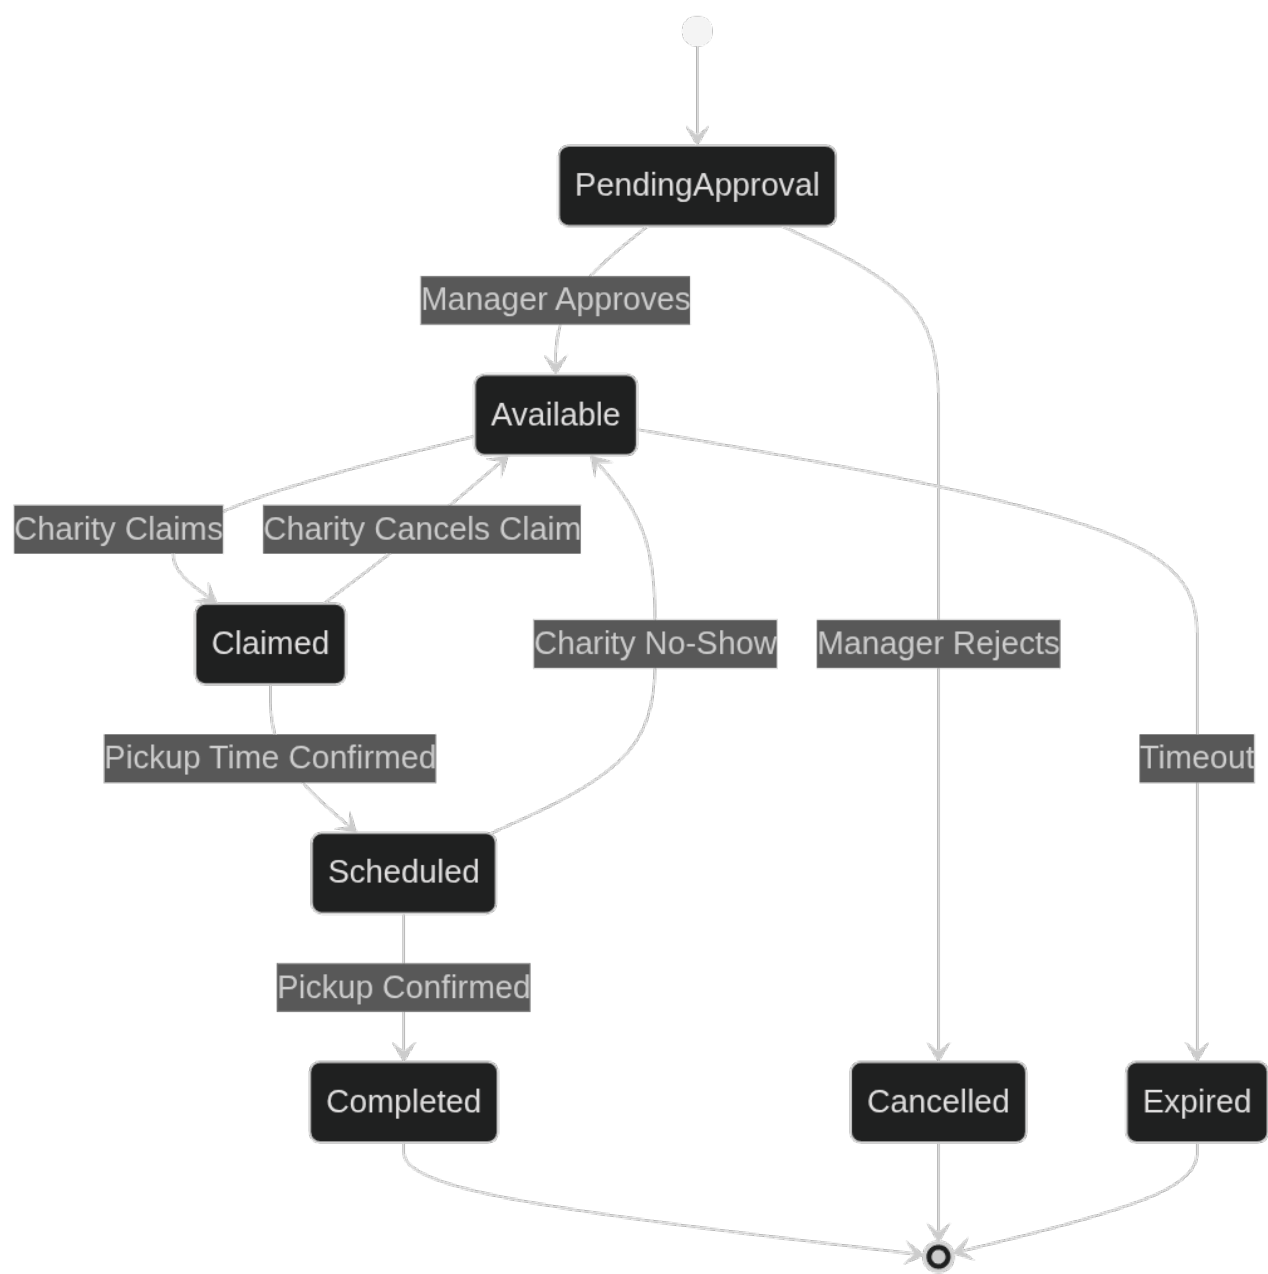 PendingApproval
Manager Approves
Available
Charity Claims
Charity Cancels Claim
Claimed
Charity No-Show
Manager Rejects
Pickup Time Confirmed
Timeout
Scheduled
Pickup Confirmed
Completed
Cancelled
Expired